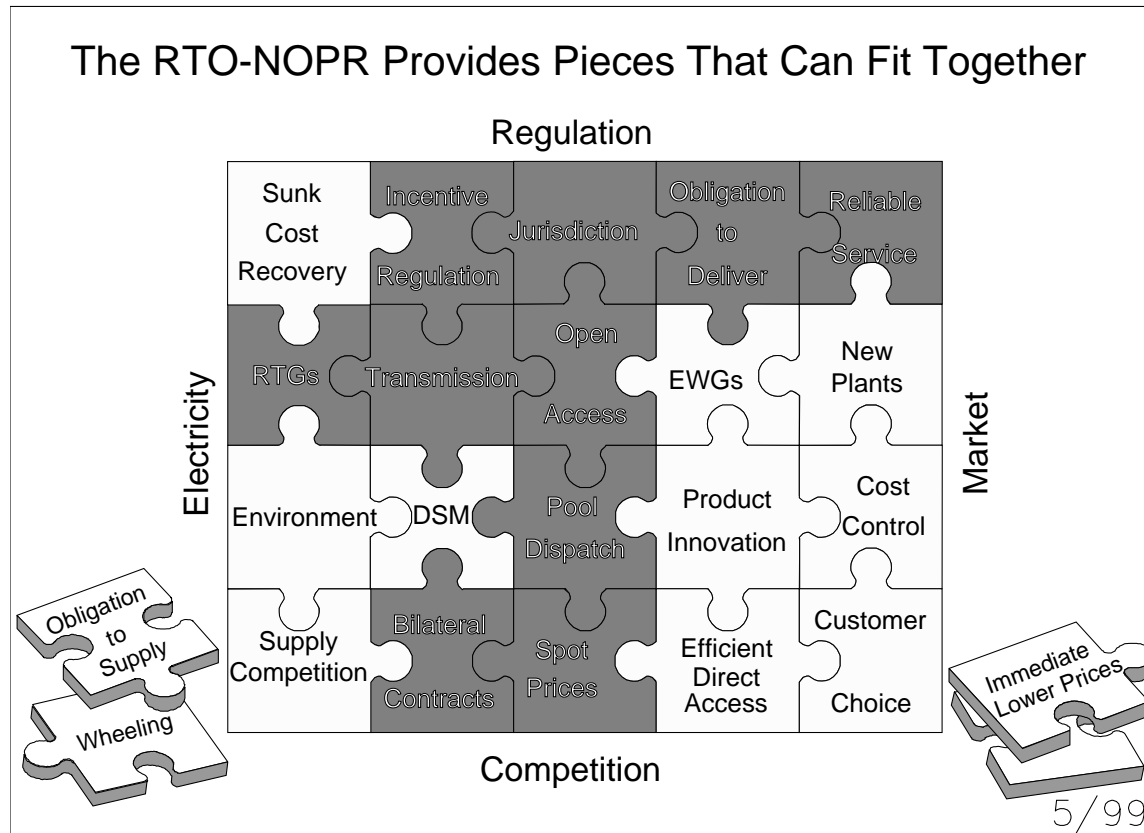 The RTO-NOPR Provides Pieces That Can Fit Together
Regulation
Sunk
Cost
Recovery
Incentive
Regulation
Jurisdiction
Obligation
to
Deliver
Reliable
Service
RTGs
Transmission
Open
Access
EWGs
New
Plants
Electricity
Market
Environment
DSM
Pool
Dispatch
Product
Innovation
Cost
Control
Supply
Competition
Bilateral
Contracts
Spot
Prices
Efficient
Direct
Access
Customer
Choice
Obligation
to
Supply
Wheeling
Immediate
Lower Prices
Competition
5/99